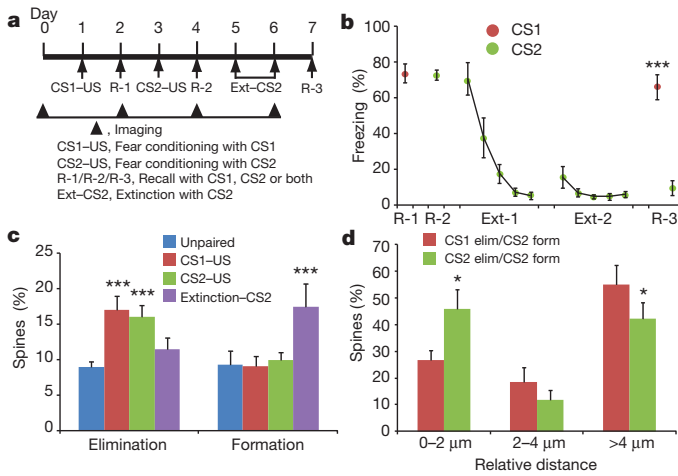 a
Day
0 1 2 3 4 5 6 7
CS1–US R-1 CS2–US R-2 Ext–CS2 R-3
, Imaging
CS1–US, Fear conditioning with CS1
CS2–US, Fear conditioning with CS2
R-1/R-2/R-3, Recall with CS1, CS2 or both
Ext–CS2, Extinction with CS2
b
CS1
CS2
***
Freezing (%)
100
80
60
40
20
0
R-1 R-2 Ext-1 Ext-2 R-3
c
Unpaired
CS1–US
CS2–US
Extinction–CS2
*** *** ***
Spines (%)
25
20
15
10
5
0
Elimination Formation
d
CS1 elim/CS2 form
CS2 elim/CS2 form
* *
Spines (%)
70
60
50
40
30
20
10
0
0–2 μm 2–4 μm >4 μm
Relative distance